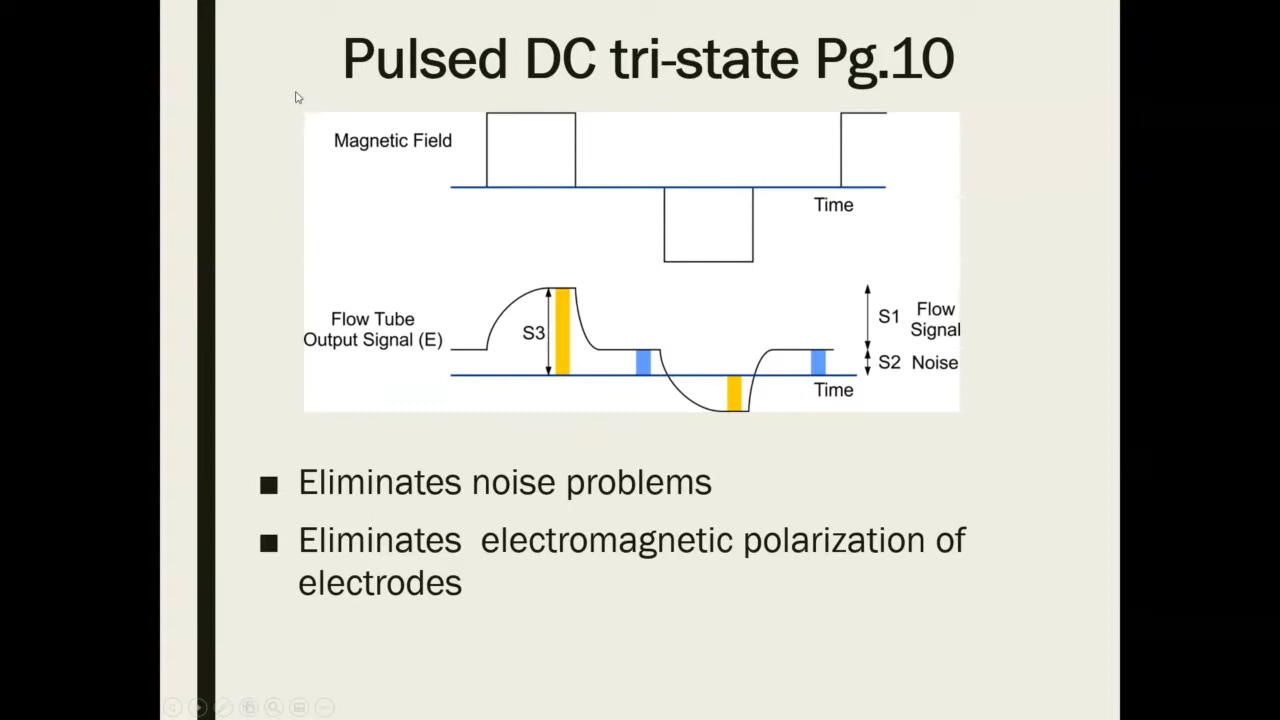 Pulsed DC tri-state Pg.10
Magnetic Field
Time
Flow Tube
Output Signal (E)
S3
S1 Flow
Signal
S2 Noise
Time
■ Eliminates noise problems
■ Eliminates  electromagnetic polarization of
electrodes